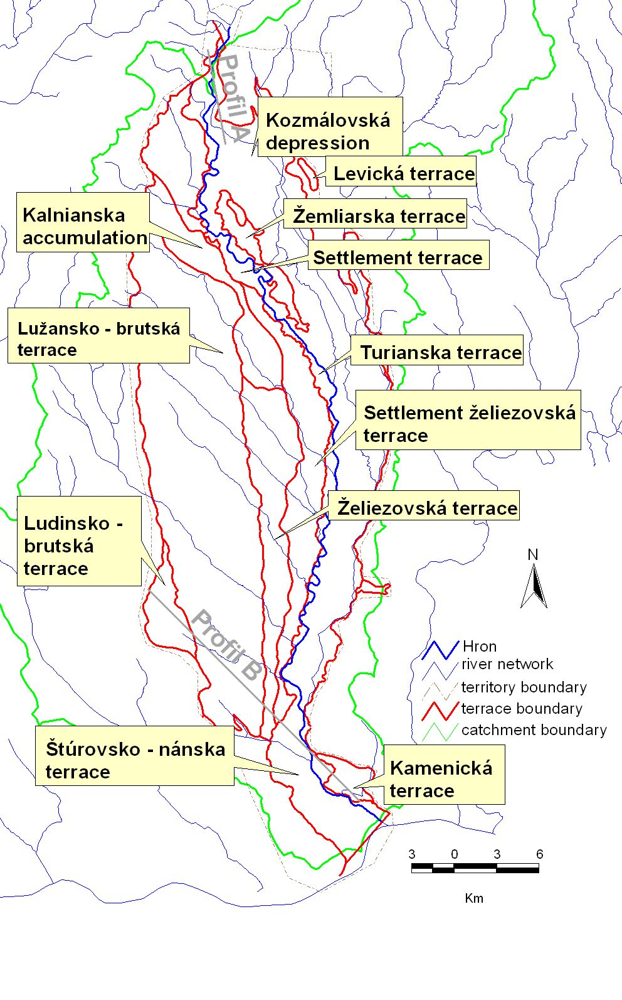 Profil A
Kozmálovská
depression
Levická terrace
Kalnianska
accumulation
Žemliarska terrace
Settlement terrace
Lužansko - brutská
terrace
Turianska terrace
Settlement želiezovská
terrace
Želiezovská terrace
Ludinsko -
brutská
terrace
N
Profil B
Hron
river network
territory boundary
terrace boundary
catchment boundary
Štúrovsko - nánska
terrace
Kamenická
terrace
3 0 3 6
Km